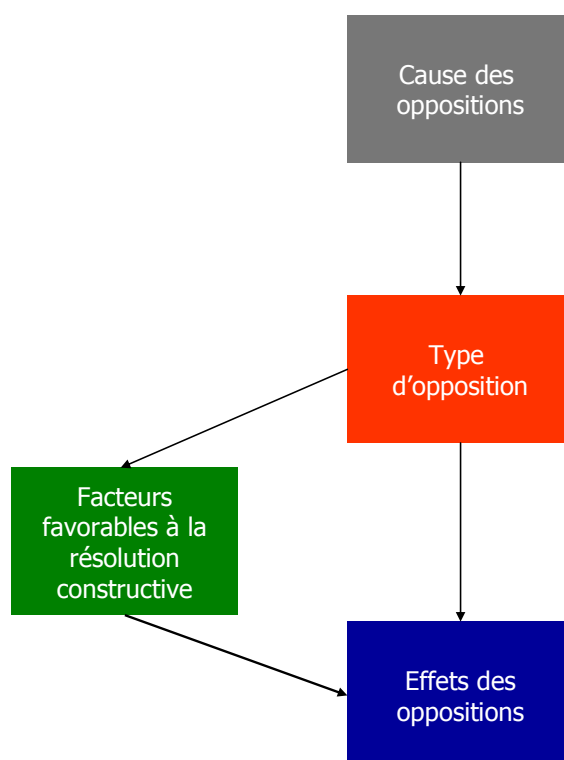 Cause des
oppositions
Type
d’opposition
Facteurs
favorables à la
résolution
constructive
Effets des
oppositions